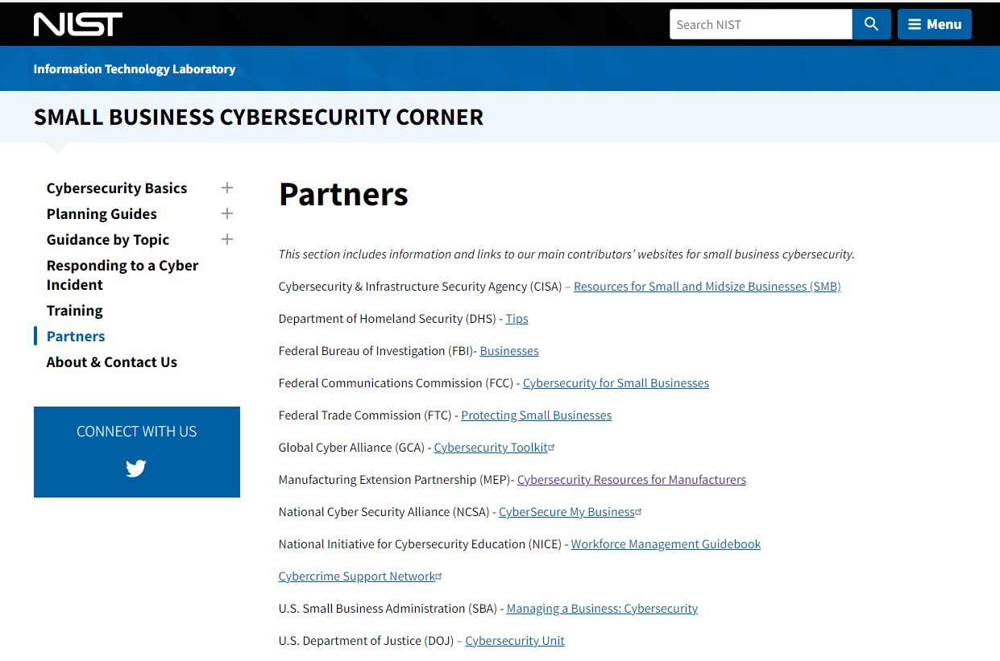 NIST
Search NIST
Menu
Information Technology Laboratory
SMALL BUSINESS CYBERSECURITY CORNER
Cybersecurity Basics
Planning Guides
Guidance by Topic
Responding to a Cyber
Incident
Training
Partners
About & Contact Us
CONNECT WITH US
Partners
This section includes information and links to our main contributors’ websites for small business cybersecurity.
Cybersecurity & Infrastructure Security Agency (CISA) – Resources for Small and Midsize Businesses (SMB)
Department of Homeland Security (DHS) - Tips
Federal Bureau of Investigation (FBI)- Businesses
Federal Communications Commission (FCC) - Cybersecurity for Small Businesses
Federal Trade Commission (FTC) - Protecting Small Businesses
Global Cyber Alliance (GCA) - Cybersecurity Toolkit
Manufacturing Extension Partnership (MEP)- Cybersecurity Resources for Manufacturers
National Cyber Security Alliance (NCSA) - CyberSecure My Business
National Initiative for Cybersecurity Education (NICE) - Workforce Management Guidebook
Cybercrime Support Network
U.S. Small Business Administration (SBA) - Managing a Business: Cybersecurity
U.S. Department of Justice (DOJ) – Cybersecurity Unit